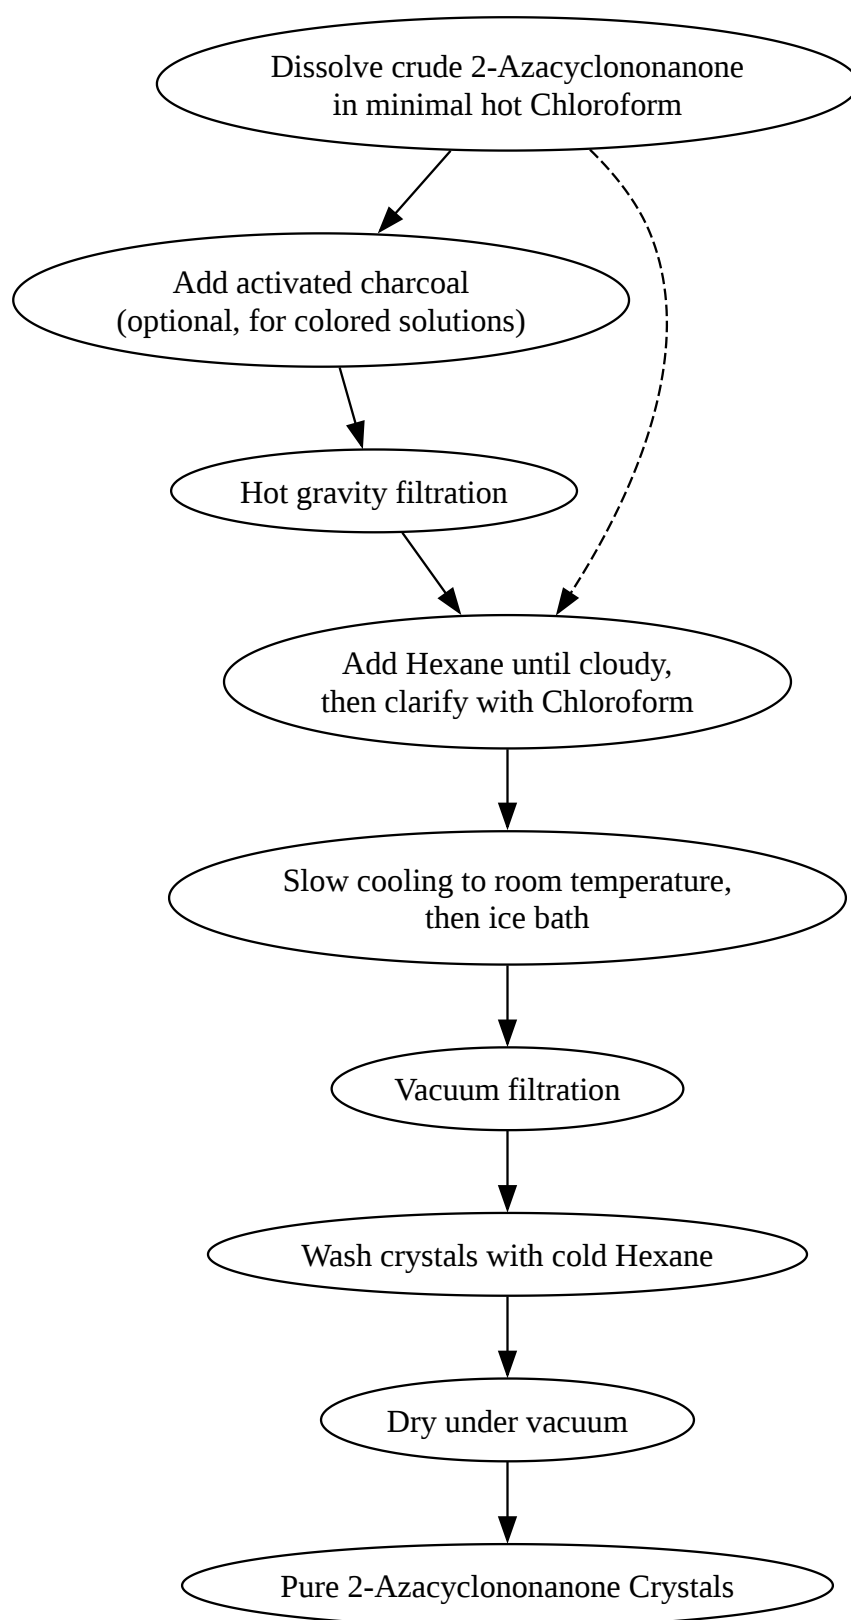 Dissolve crude 2-Azacyclononanone
in minimal hot Chloroform
Add activated charcoal
(optional, for colored solutions)
Hot gravity filtration
Add Hexane until cloudy,
then clarify with Chloroform
Slow cooling to room temperature,
then ice bath
Vacuum filtration
Wash crystals with cold Hexane
Dry under vacuum
Pure 2-Azacyclononanone Crystals